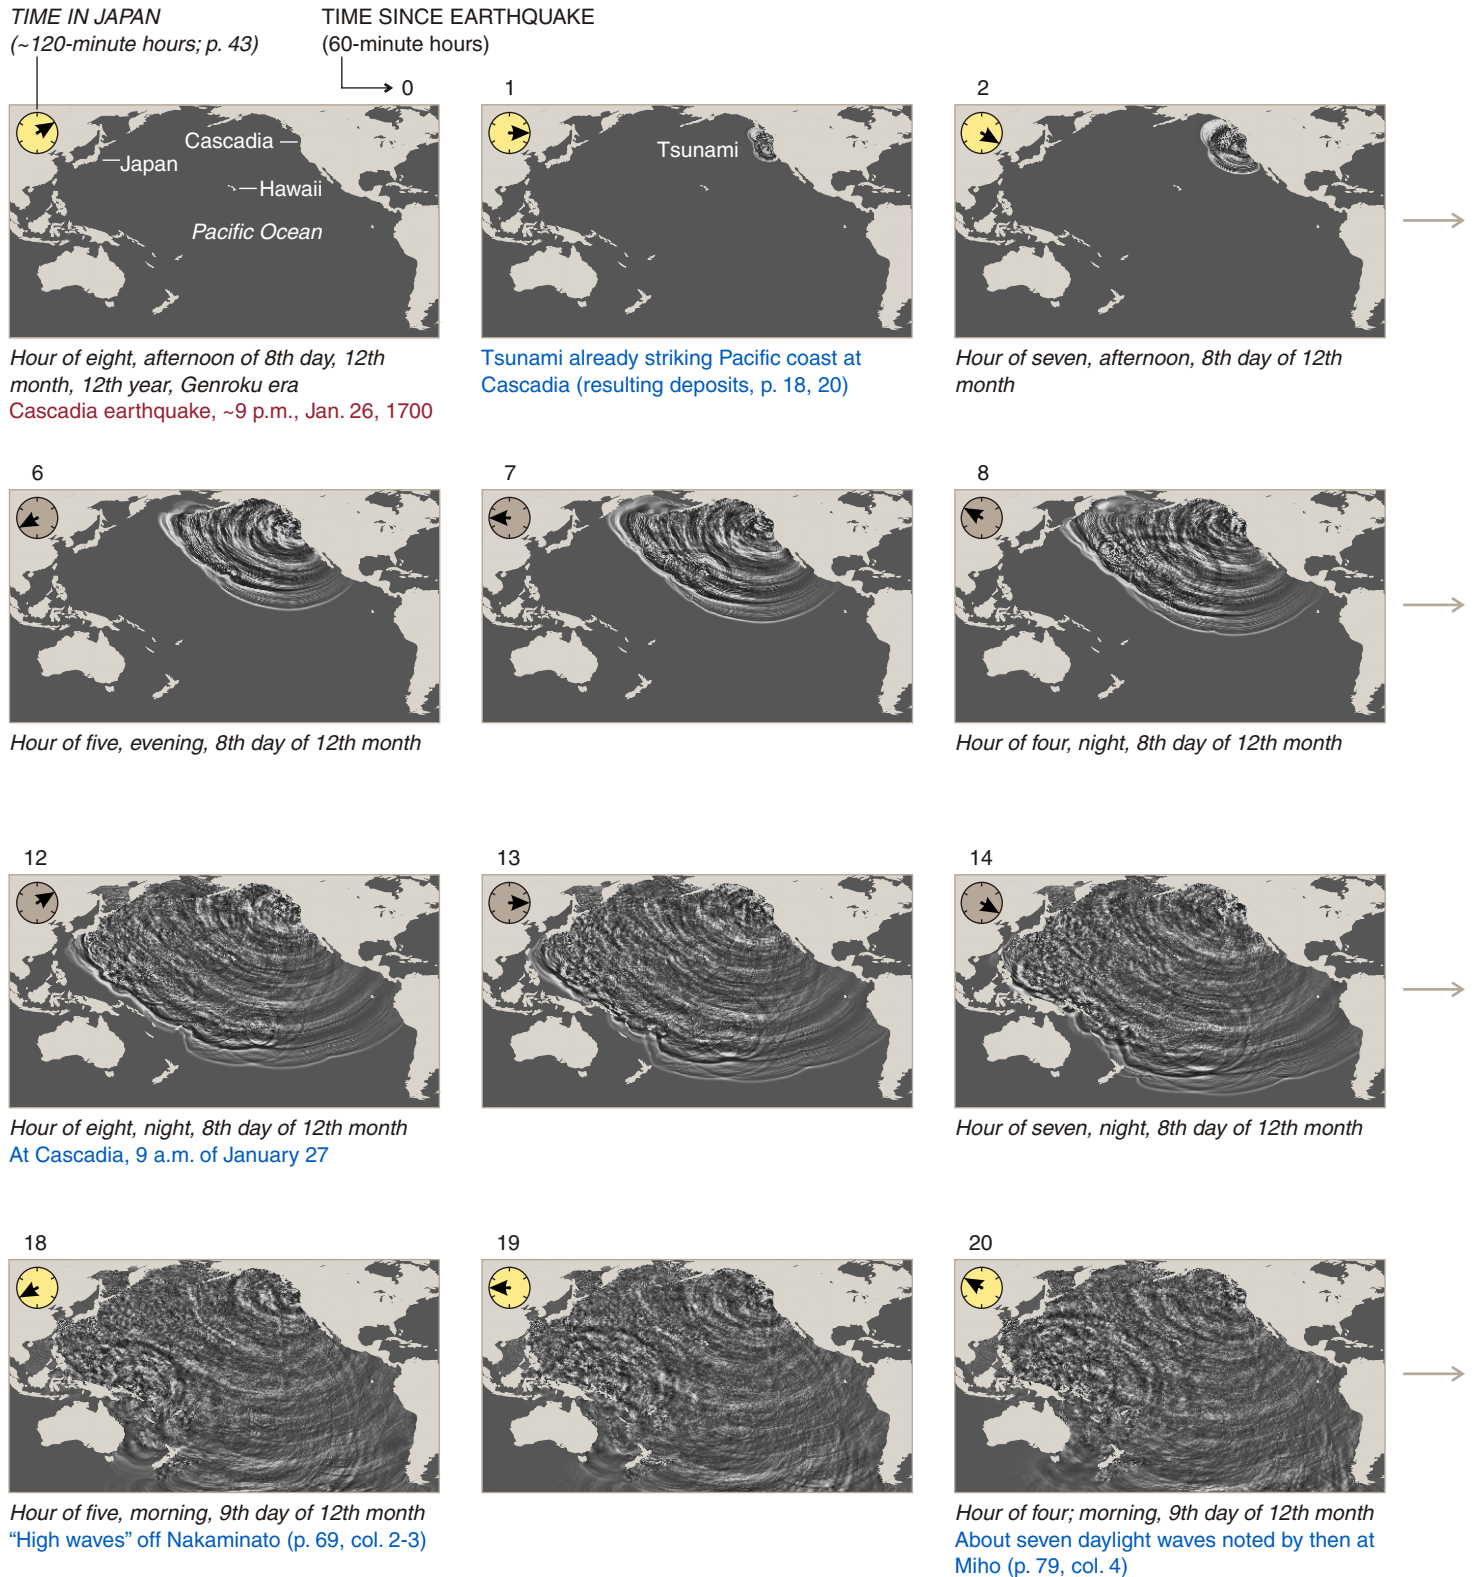 TIME IN JAPAN
(~120-minute hours; p. 43)
TIME SINCE EARTHQUAKE
(60-minute hours)
0
1
2
Cascadia
Japan
Hawaii
Pacific Ocean
Tsunami
Hour of eight, afternoon of 8th day, 12th
month, 12th year, Genroku era
Cascadia earthquake, ~9 p.m., Jan. 26, 1700
Tsunami already striking Pacific coast at
Cascadia (resulting deposits, p. 18, 20)
Hour of seven, afternoon, 8th day of 12th
month
6
7
8
Hour of five, evening, 8th day of 12th month
Hour of four, night, 8th day of 12th month
12
13
14
Hour of eight, night, 8th day of 12th month
At Cascadia, 9 a.m. of January 27
Hour of seven, night, 8th day of 12th month
18
19
20
Hour of five, morning, 9th day of 12th month
“High waves” off Nakaminato (p. 69, col. 2-3)
Hour of four; morning, 9th day of 12th month
About seven daylight waves noted by then at
Miho (p. 79, col. 4)